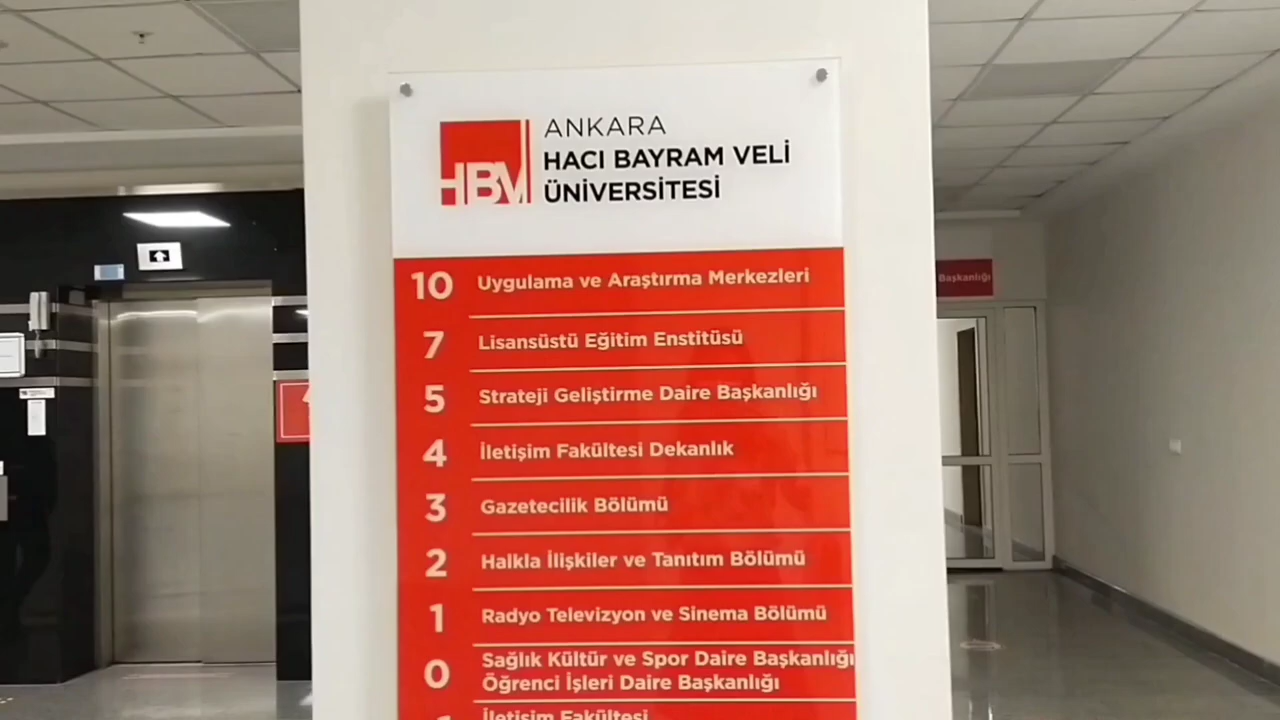 HBV
ANKARA
HACI BAYRAM VELİ
ÜNİVERSİTESİ
10 Uygulama ve Araştırma Merkezleri
7 Lisansüstü Eğitim Enstitüsü
5 Strateji Geliştirme Daire Başkanlığı
4 İletişim Fakültesi Dekanlık
3 Gazetecilik Bölümü
2 Halkla İlişkiler ve Tanıtım Bölümü
1 Radyo Televizyon ve Sinema Bölümü
0 Sağlık Kültür ve Spor Daire Başkanlığı
Öğrenci İşleri Daire Başkanlığı
İletişim Fakültesi
Başkanlığı